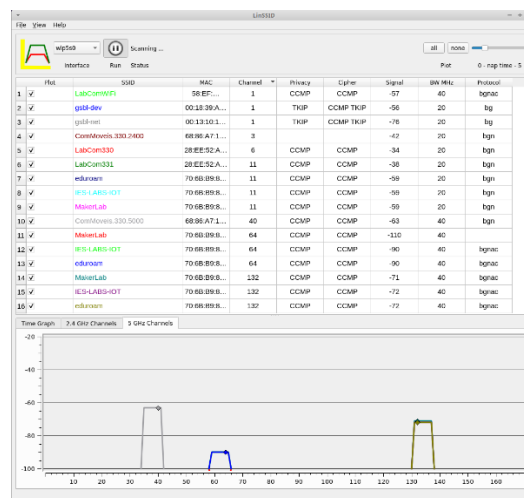 LinSSID
File View Help
wlp5s0 Scanning ... all none
Interface Run Status Plot 0 - nap time - 5
Plot SSID MAC Channel Privacy Cipher Signal BW MHz Protocol
1 LabComWiFi 58:EF:... 1 CCMP CCMP -57 40 bgnac
2 gsbl-dev 00:18:39:A... 1 TKIP CCMP TKIP -56 20 bg
3 gsbl-net 00:13:10:1... 1 TKIP CCMP TKIP -76 20 bg
4 ComMoveis.330.2400 68:86:A7:1... 3 -42 20 bgn
5 LabCom330 28:EE:52:A... 6 CCMP CCMP -34 20 bgn
6 LabCom331 28:EE:52:A... 11 CCMP CCMP -36 20 bgn
7 eduroam 70:6B:B9:8... 11 CCMP CCMP -59 20 bgn
8 IES-LABS-IOT 70:6B:B9:8... 11 CCMP CCMP -59 20 bgn
9 MakerLab 70:6B:B9:8... 11 CCMP CCMP -59 20 bgn
10 ComMoveis.330.5000 68:86:A7:1... 40 CCMP CCMP -63 40 bgn
11 MakerLab 70:6B:B9:8... 64 CCMP CCMP -110 40
12 IES-LABS-IOT 70:6B:B9:8... 64 CCMP CCMP -90 40 bgnac
13 eduroam 70:6B:B9:8... 64 CCMP CCMP -90 40 bgnac
14 MakerLab 70:6B:B9:8... 132 CCMP CCMP -71 40 bgnac
15 IES-LABS-IOT 70:6B:B9:8... 132 CCMP CCMP -72 40 bgnac
16 eduroam 70:6B:B9:8... 132 CCMP CCMP -72 40 bgnac
Time Graph 2.4 GHz Channels 5 GHz Channels
-20
-40
-60
-80
-100
10 20 30 40 50 60 70 80 90 100 110 120 130 140 150 160